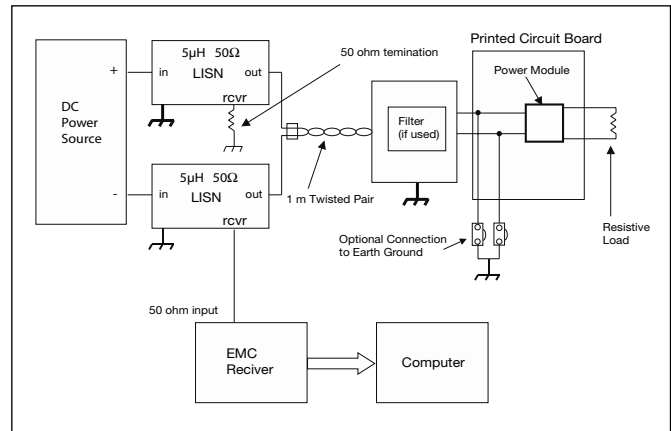 Printed Circuit Board
Power Module
50 ohm temination
5µH 50Ω
LISN
in
out
rcvr
+
DC
Power
Source
-
5µH 50Ω
LISN
in
out
rcvr
1 m Twisted Pair
Filter
(if used)
Optional Connection
to Earth Ground
Resistive
Load
50 ohm input
EMC
Reciver
Computer